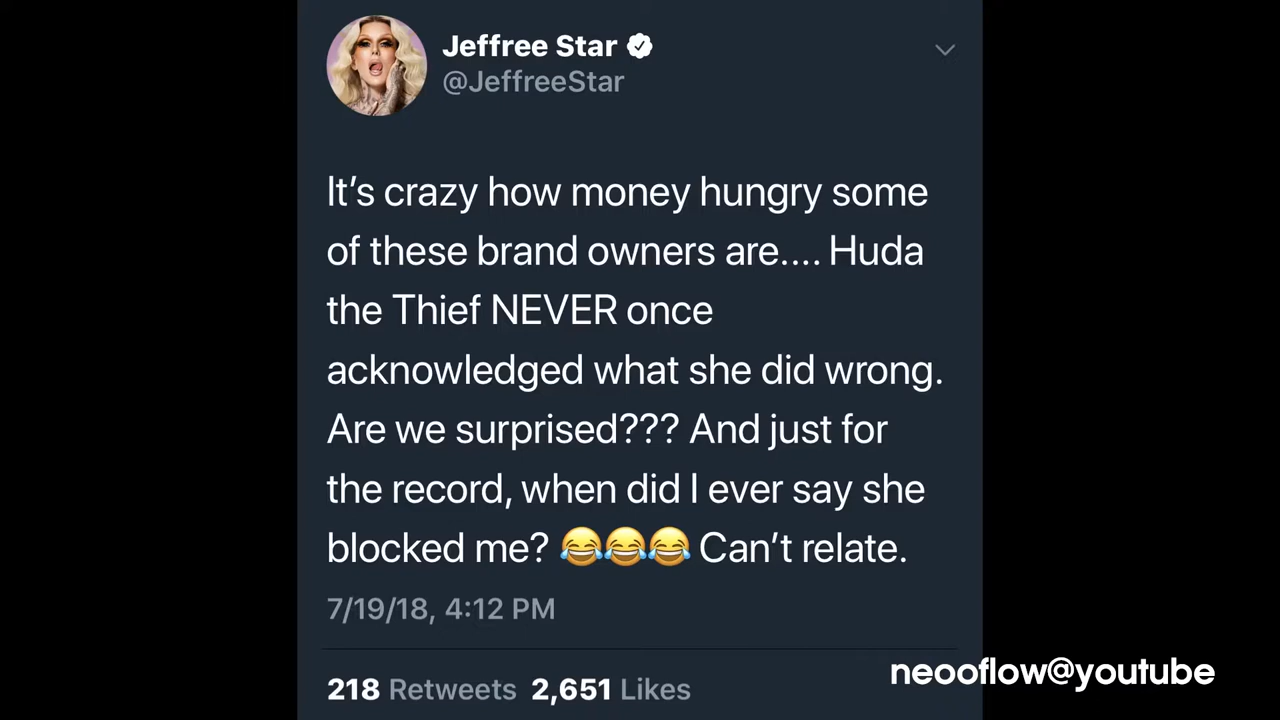 Jeffree Star
@JeffreeStar
It’s crazy how money hungry some
of these brand owners are.... Huda
the Thief NEVER once
acknowledged what she did wrong.
Are we surprised??? And just for
the record, when did I ever say she
blocked me? 😂😂😂 Can’t relate.
7/19/18, 4:12 PM
218 Retweets 2,651 Likes
neooflow@youtube